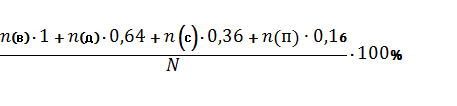 n(в)·1 + n(д)·0,64 + n(с)·0,36 + n(п)·0,16
N
·100%